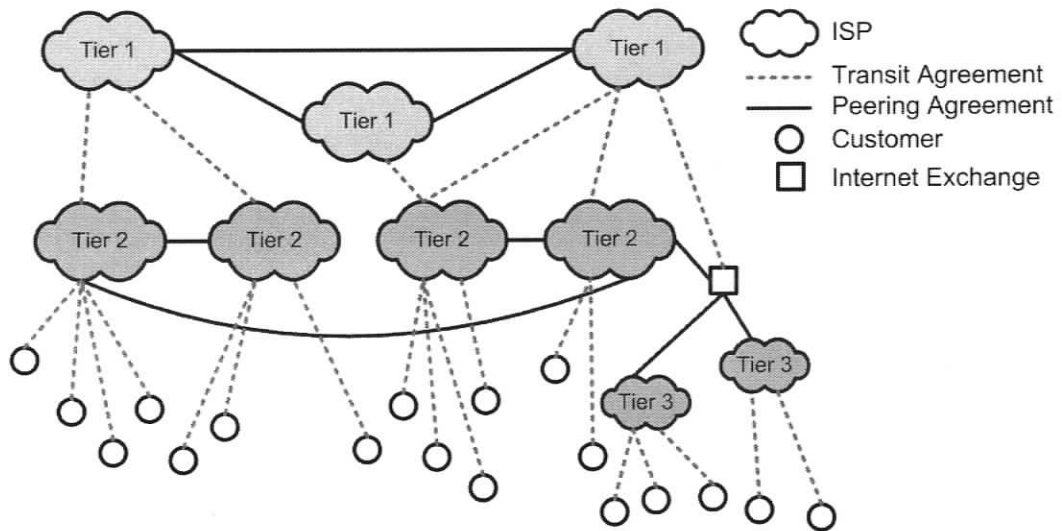 Tier 1
Tier 1
Tier 1
ISP
Transit Agreement
Peering Agreement
Customer
Internet Exchange
Tier 2
Tier 2
Tier 2
Tier 2
Tier 3
Tier 3